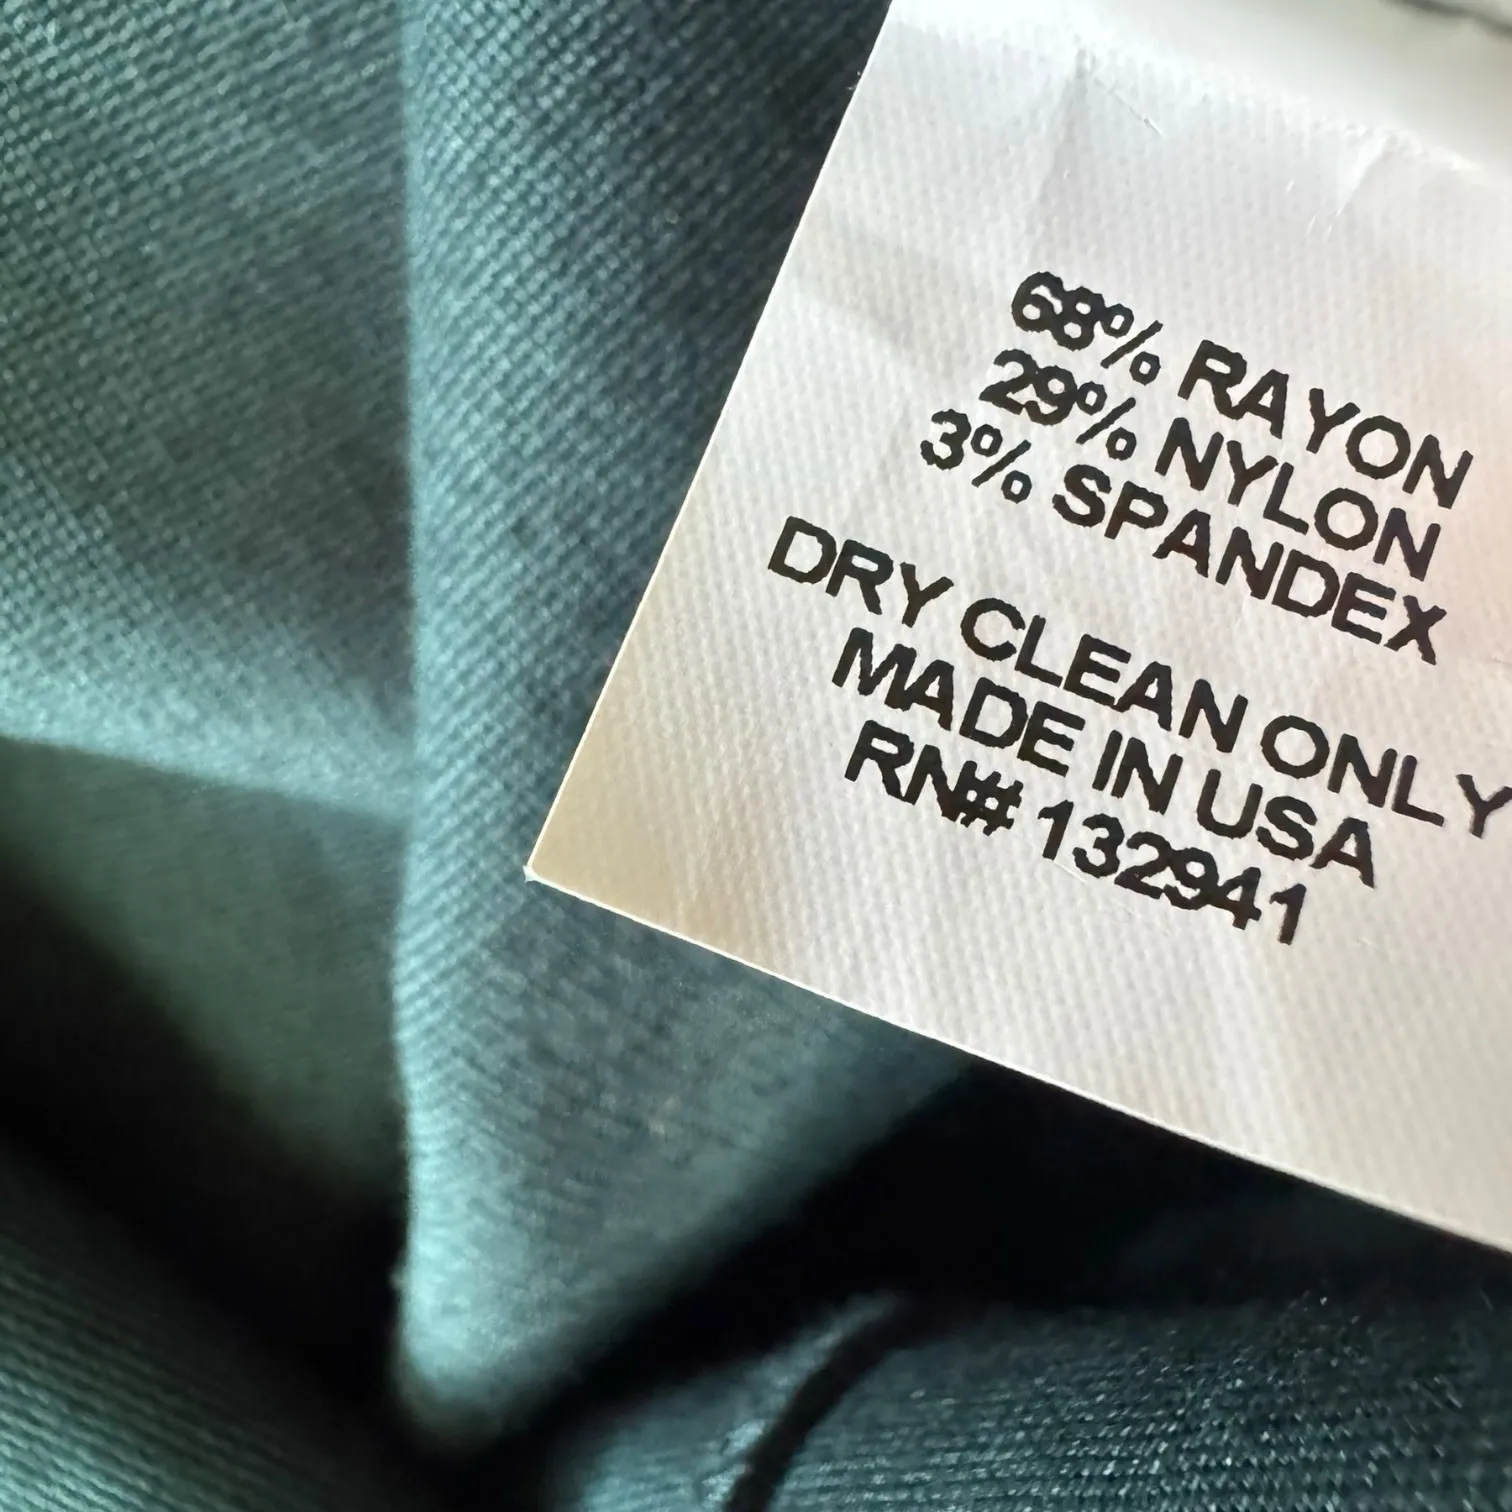 68% RAYON
29% NYLON
3% SPANDEX
DRY CLEAN ONLY
MADE IN USA
RN# 132941